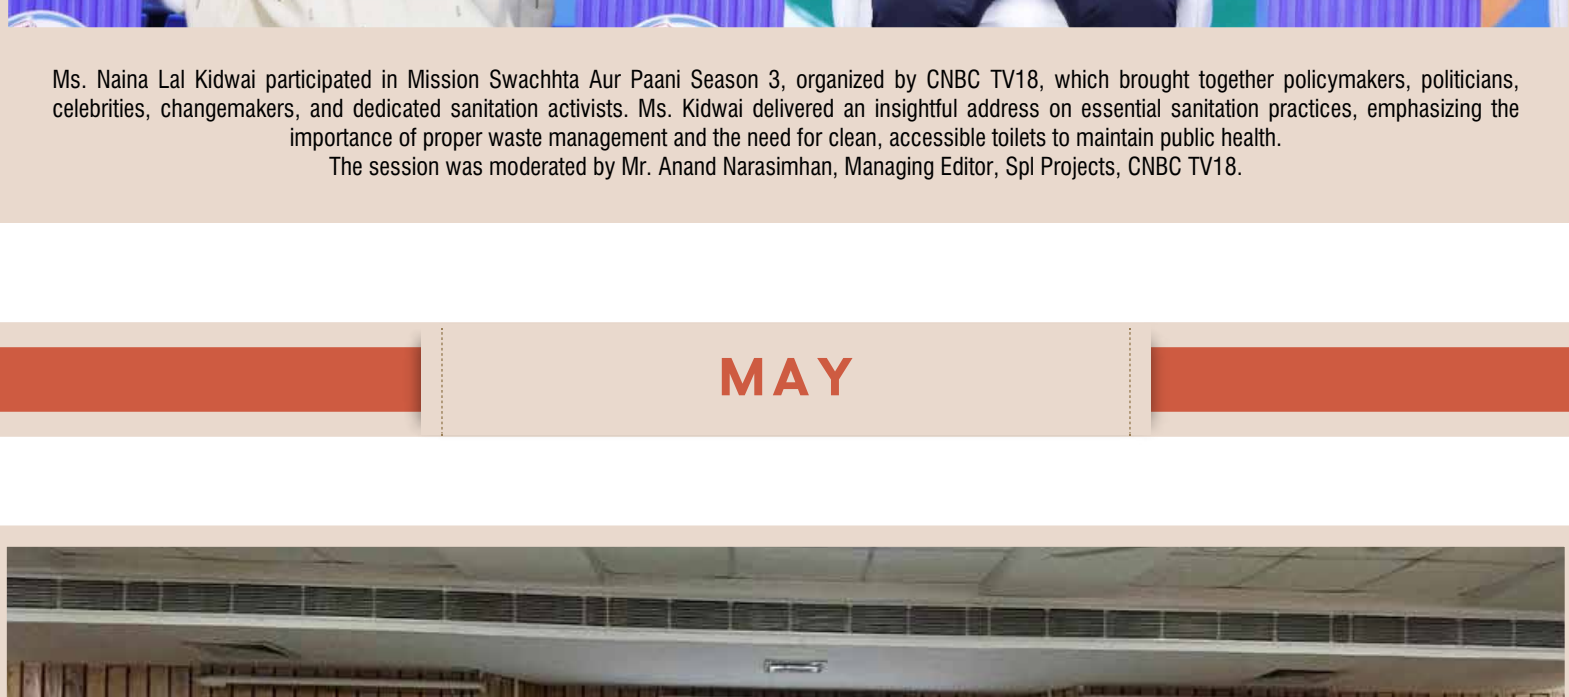 Ms. Naina Lal Kidwai participated in Mission Swachhta Aur Paani Season 3, organized by CNBC TV18, which brought together policymakers, politicians,
celebrities, changemakers, and dedicated sanitation activists. Ms. Kidwai delivered an insightful address on essential sanitation practices, emphasizing the
importance of proper waste management and the need for clean, accessible toilets to maintain public health.
The session was moderated by Mr. Anand Narasimhan, Managing Editor, Spl Projects, CNBC TV18.
MAY